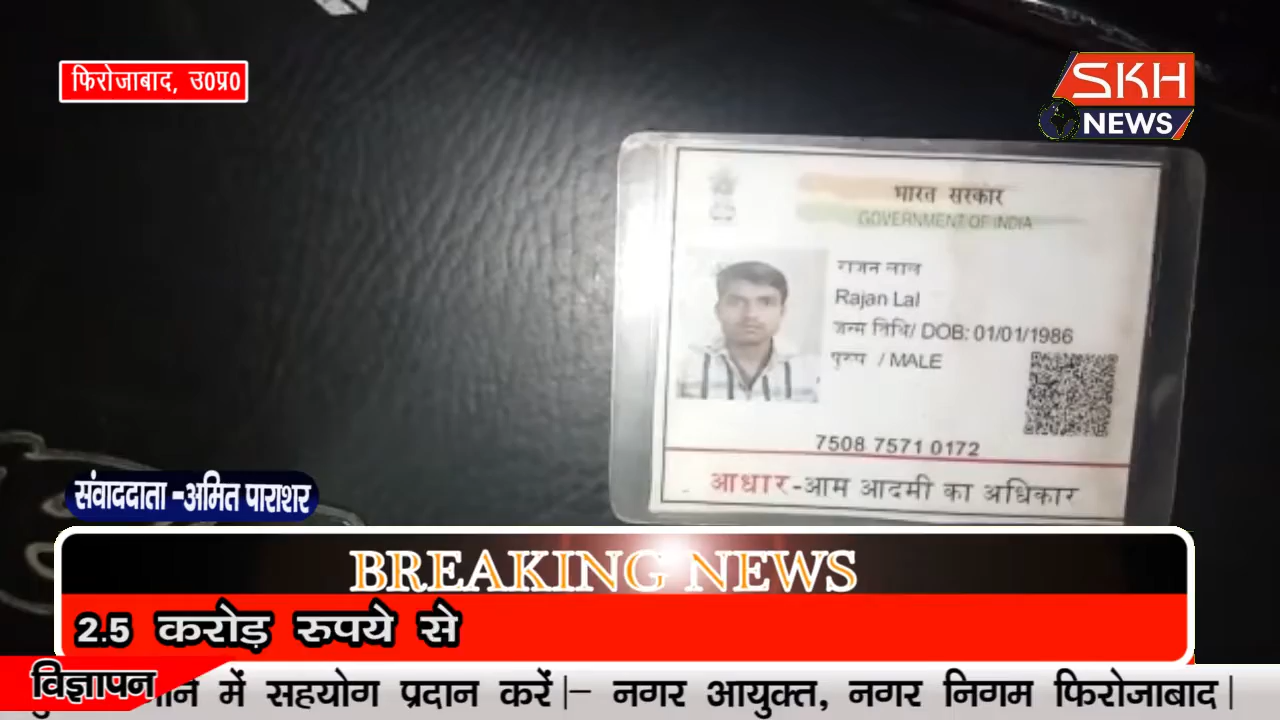 फिरोजाबाद, उ0प्र0
SKH
NEWS
भारत सरकार
GOVERNMENT OF INDIA
राजन लाल
Rajan Lal
जन्म तिथि/ DOB: 01/01/1986
पुरुष / MALE
7508 7571 0172
आधार-आम आदमी का अधिकार
संवाददाता -अमित पाराशर
BREAKING NEWS
2.5 करोड़ रुपये से
विज्ञापन
में सहयोग प्रदान करें|- नगर आयुक्त, नगर निगम फिरोजाबाद|